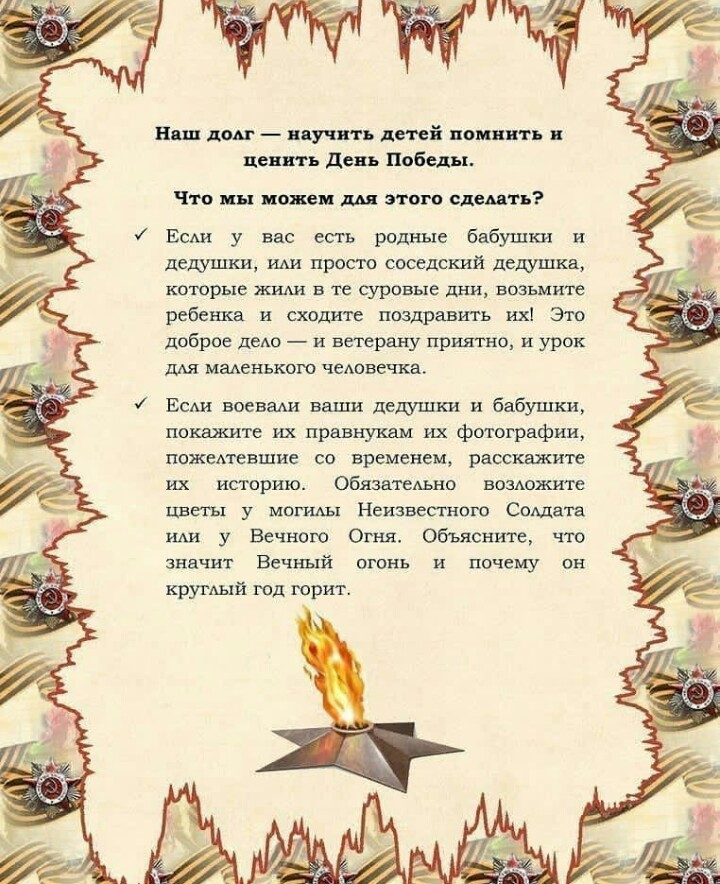 Наш долг — научить детей помнить и
ценить День Победы.
Что мы можем для этого сделать?
✓ Если у вас есть родные бабушки и
дедушки, или просто соседский дедушка,
которые жили в те суровые дни, возьмите
ребенка и сходите поздравить их! Это
доброе дело — и ветерану приятно, и урок
для маленького человечка.
✓ Если воевали ваши дедушки и бабушки,
покажите их правнукам их фотографии,
пожелтевшие со временем, расскажите
их историю. Обязательно возложите
цветы у могилы Неизвестного Солдата
или у Вечного Огня. Объясните, что
значит Вечный огонь и почему он
круглый год горит.